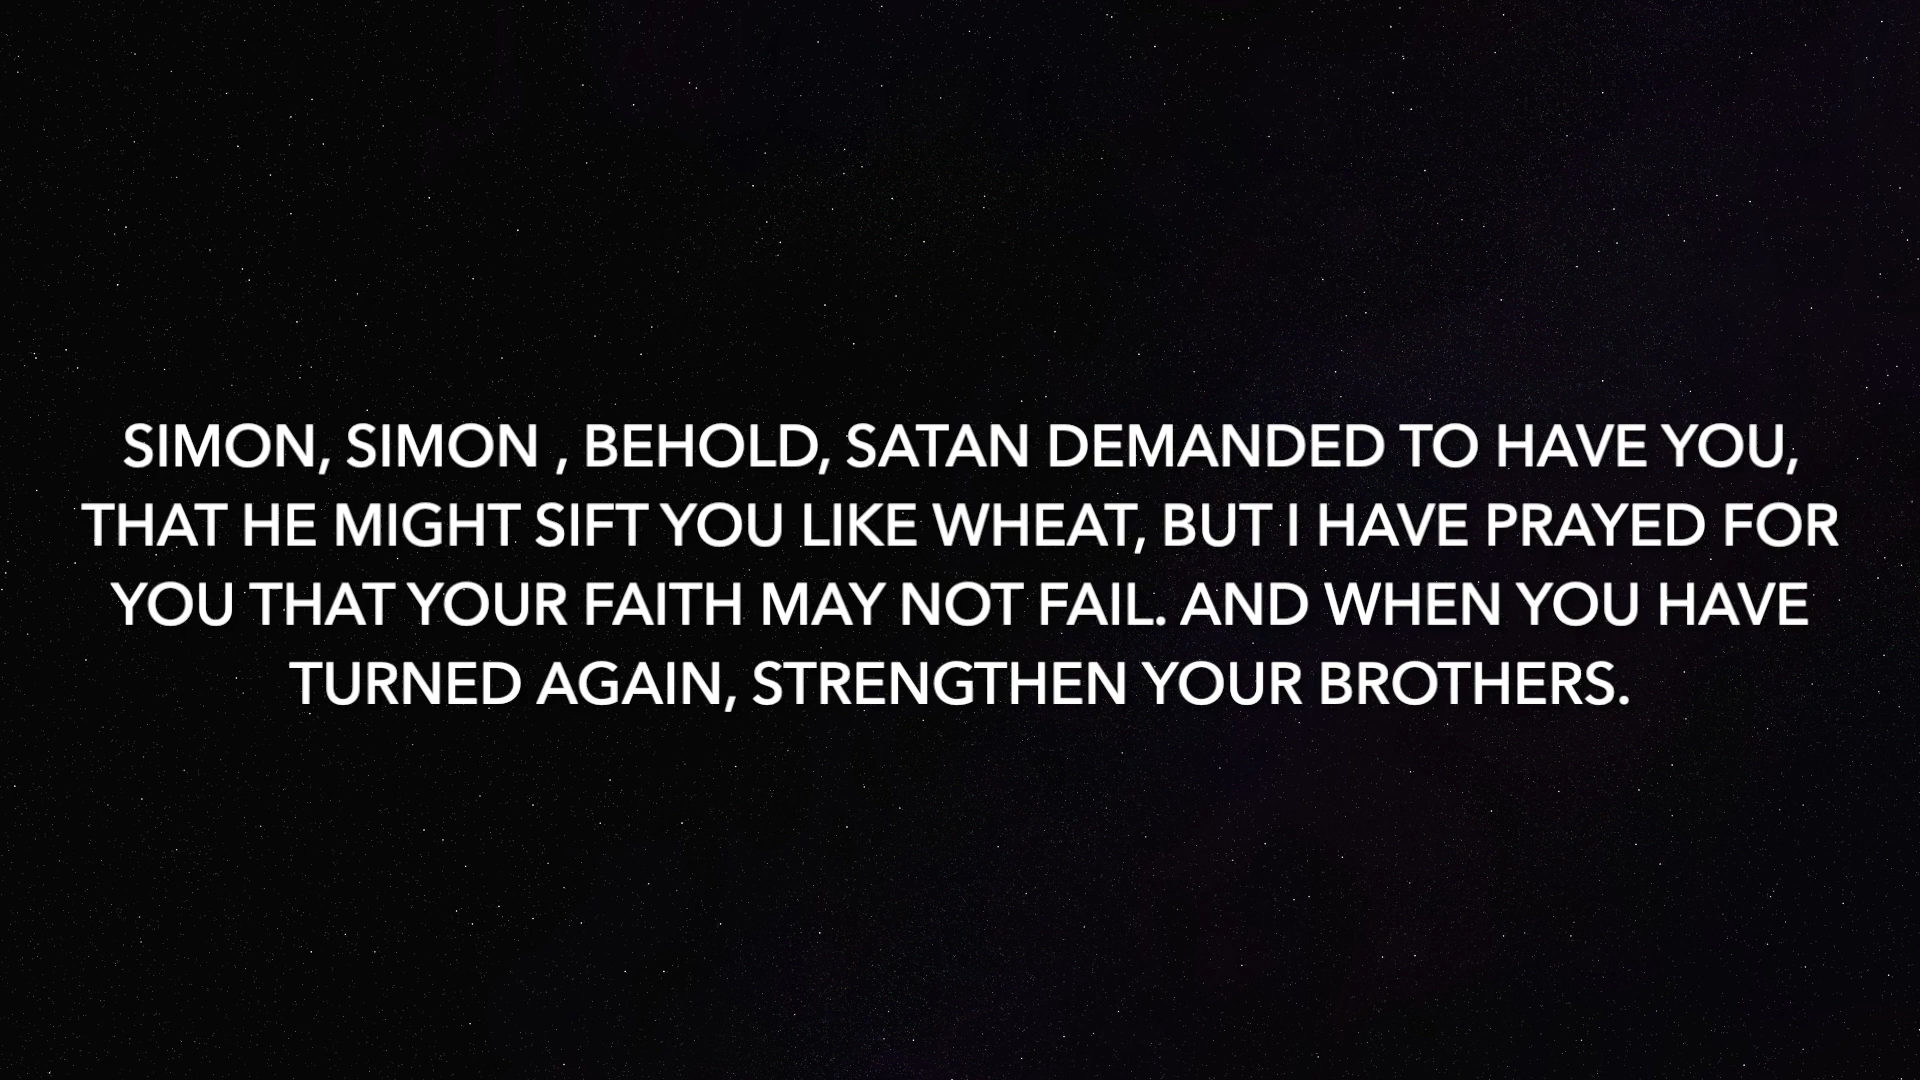 SIMON, SIMON , BEHOLD, SATAN DEMANDED TO HAVE YOU,
THAT HE MIGHT SIFT YOU LIKE WHEAT, BUT I HAVE PRAYED FOR
YOU THAT YOUR FAITH MAY NOT FAIL. AND WHEN YOU HAVE
TURNED AGAIN, STRENGTHEN YOUR BROTHERS.